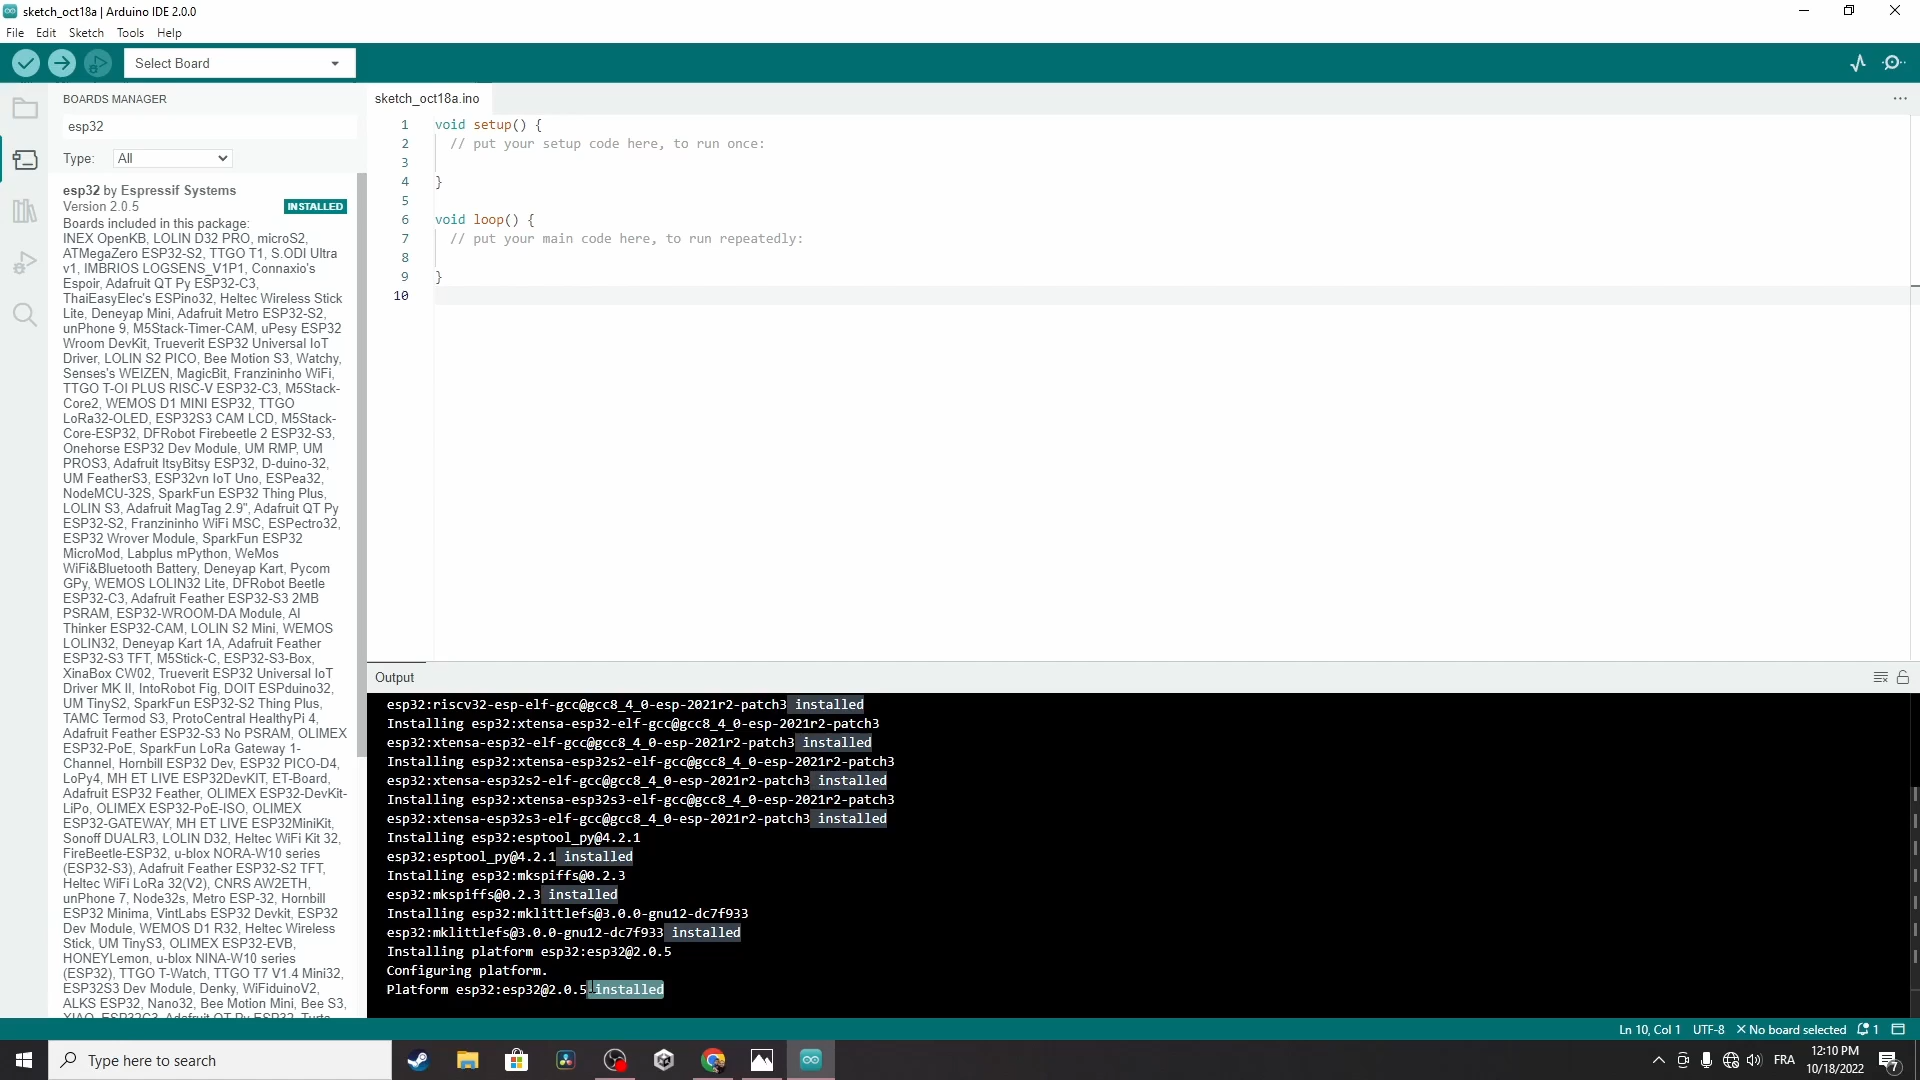 sketch_oct18a | Arduino IDE 2.0.0
File Edit Sketch Tools Help
Select Board
BOARDS MANAGER
esp32
Type: All
esp32 by Espressif Systems
Version 2.0.5
INSTALLED
Boards included in this package:
INEX OpenKB, LOLIN D32 PRO, microS2,
ATMegaZero ESP32-S2, TTGO T1, S.ODI Ultra
v1, IMBRIOS LOGSENS_V1P1, Connaxio's
Espoir, Adafruit QT Py ESP32-C3,
ThaiEasyElec's ESPino32, Heltec Wireless Stick
Lite, Deneyap Mini, Adafruit Metro ESP32-S2,
unPhone 9, M5Stack-Timer-CAM, uPesy ESP32
Wroom DevKit, Trueverit ESP32 Universal IoT
Driver, LOLIN S2 PICO, Bee Motion S3, Watchy,
Senses's WEIZEN, MagicBit, Franzininho WiFi,
TTGO T-OI PLUS RISC-V ESP32-C3, M5Stack-
Core2, WEMOS D1 MINI ESP32, TTGO
LoRa32-OLED, ESP32S3 CAM LCD, M5Stack-
Core-ESP32, DFRobot Firebeetle 2 ESP32-S3,
Onehorse ESP32 Dev Module, UM RMP, UM
PROS3, Adafruit ItsyBitsy ESP32, D-duino-32,
UM FeatherS3, ESP32vn IoT Uno, ESPea32,
NodeMCU-32S, SparkFun ESP32 Thing Plus,
LOLIN S3, Adafruit MagTag 2.9", Adafruit QT Py
ESP32-S2, Franzininho WiFi MSC, ESPectro32,
ESP32 Wrover Module, SparkFun ESP32
MicroMod, Labplus mPython, WeMos
WiFi&Bluetooth Battery, Deneyap Kart, Pycom
GPy, WEMOS LOLIN32 Lite, DFRobot Beetle
ESP32-C3, Adafruit Feather ESP32-S3 2MB
PSRAM, ESP32-WROOM-DA Module, AI
Thinker ESP32-CAM, LOLIN S2 Mini, WEMOS
LOLIN32, Deneyap Kart 1A, Adafruit Feather
ESP32-S3 TFT, M5Stick-C, ESP32-S3-Box,
XinaBox CW02, Trueverit ESP32 Universal IoT
Driver MK II, IntoRobot Fig, DOIT ESPduino32,
UM TinyS2, SparkFun ESP32-S2 Thing Plus,
TAMC Termod S3, ProtoCentral HealthyPi 4,
Adafruit Feather ESP32-S3 No PSRAM, OLIMEX
ESP32-PoE, SparkFun LoRa Gateway 1-
Channel, Hornbill ESP32 Dev, ESP32 PICO-D4,
LoPy4, MH ET LIVE ESP32DevKIT, ET-Board,
Adafruit ESP32 Feather, OLIMEX ESP32-DevKit-
LiPo, OLIMEX ESP32-PoE-ISO, OLIMEX
ESP32-GATEWAY, MH ET LIVE ESP32MiniKit,
Sonoff DUALR3, LOLIN D32, Heltec WiFi Kit 32,
FireBeetle-ESP32, u-blox NORA-W10 series
(ESP32-S3), Adafruit Feather ESP32-S2 TFT,
Heltec WiFi LoRa 32(V2), CNRS AW2ETH,
unPhone 7, Node32s, Metro ESP-32, Hornbill
ESP32 Minima, VintLabs ESP32 Devkit, ESP32
Dev Module, WEMOS D1 R32, Heltec Wireless
Stick, UM TinyS3, OLIMEX ESP32-EVB,
HONEYLemon, u-blox NINA-W10 series
(ESP32), TTGO T-Watch, TTGO T7 V1.4 Mini32,
ESP32S3 Dev Module, Denky, WiFiduinoV2,
ALKS ESP32, Nano32, Bee Motion Mini, Bee S3,
XIAO_ESP32C3, Adafruit QT Py ESP32, Turta
sketch_oct18a.ino
1 void setup() {
2 // put your setup code here, to run once:
3
4 }
5
6 void loop() {
7 // put your main code here, to run repeatedly:
8
9 }
10
Output
esp32:riscv32-esp-elf-gcc@gcc8_4_0-esp-2021r2-patch3 installed
Installing esp32:xtensa-esp32-elf-gcc@gcc8_4_0-esp-2021r2-patch3
esp32:xtensa-esp32-elf-gcc@gcc8_4_0-esp-2021r2-patch3 installed
Installing esp32:xtensa-esp32s2-elf-gcc@gcc8_4_0-esp-2021r2-patch3
esp32:xtensa-esp32s2-elf-gcc@gcc8_4_0-esp-2021r2-patch3 installed
Installing esp32:xtensa-esp32s3-elf-gcc@gcc8_4_0-esp-2021r2-patch3
esp32:xtensa-esp32s3-elf-gcc@gcc8_4_0-esp-2021r2-patch3 installed
Installing esp32:esptool_py@4.2.1
esp32:esptool_py@4.2.1 installed
Installing esp32:mkspiffs@0.2.3
esp32:mkspiffs@0.2.3 installed
Installing esp32:mklittlefs@3.0.0-gnu12-dc7f933
esp32:mklittlefs@3.0.0-gnu12-dc7f933 installed
Installing platform esp32:esp32@2.0.5
Configuring platform.
Platform esp32:esp32@2.0.5 installed
Ln 10, Col 1 UTF-8 No board selected 1
Type here to search
FRA
12:10 PM
10/18/2022
7